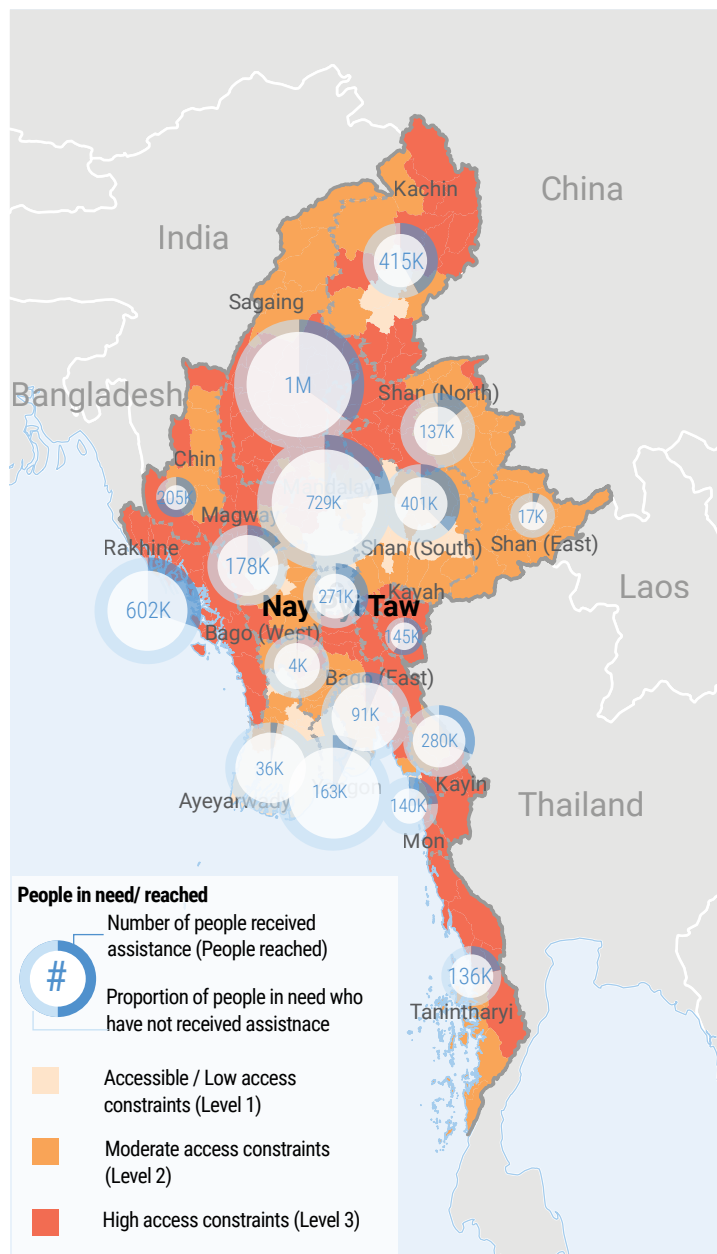 Kachin
China
India
415K
Sagaing
1M
Bangladesh
Shan (North)
137K
Chin
205K
Mandalay
729K
401K
17K
Magway
Rakhine
Shan (South)
Shan (East)
178K
Laos
602K
271K
Kayah
Nay Pyi Taw
145K
Bago (West)
4K
Bago (East)
91K
280K
36K
163K
Kayin
Thailand
Ayeyarwady
140K
Mon
136K
Tanintharyi
People in need/ reached
Number of people received
assistance (People reached)
#
Proportion of people in need who
have not received assistnace
Accessible / Low access
constraints (Level 1)
Moderate access constraints
(Level 2)
High access constraints (Level 3)